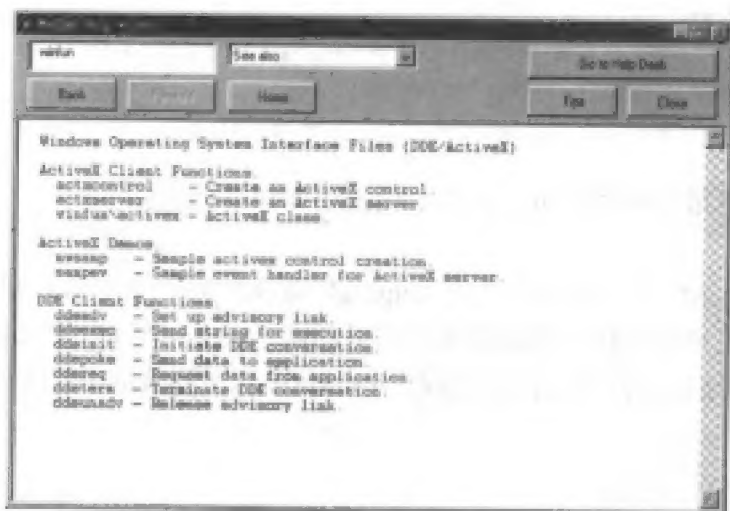 winfun
See also
Go to Help Desk
Back
Home
Tips
Close
Windows Operating System Interface Files (DDE/ActiveX)
ActiveX Client Functions.
actxcontrol - Create an ActiveX control.
actxserver - Create an ActiveX server
winfun\activex - ActiveX class.
ActiveX Demos.
mwsamp - Sample activex control creation.
sampev - Sample event handler for ActiveX server.
DDE Client Functions.
ddeadv - Set up advisory link.
ddeexec - Send string for execution.
ddeinit - Initiate DDE conversation.
ddepoke - Send data to application.
ddereq - Request data from application.
ddeterm - Terminate DDE conversation.
ddeunadv - Release advisory link.